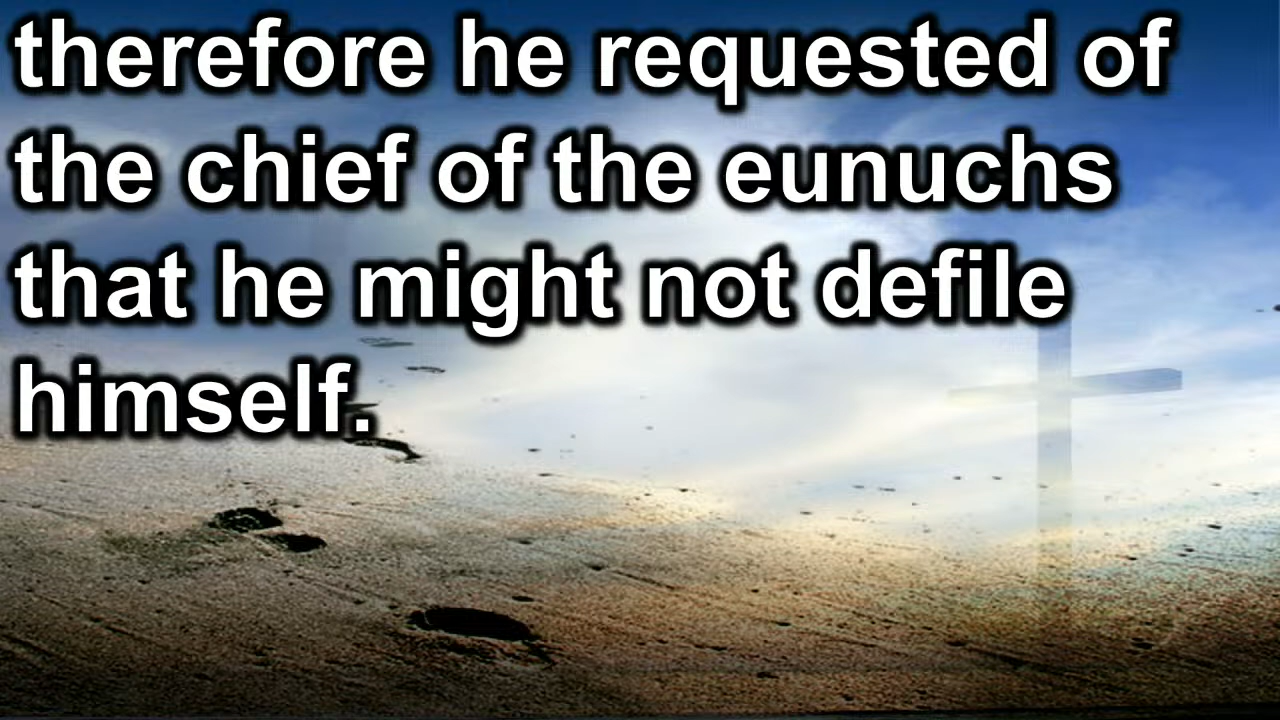 therefore he requested of
the chief of the eunuchs
that he might not defile
himself.